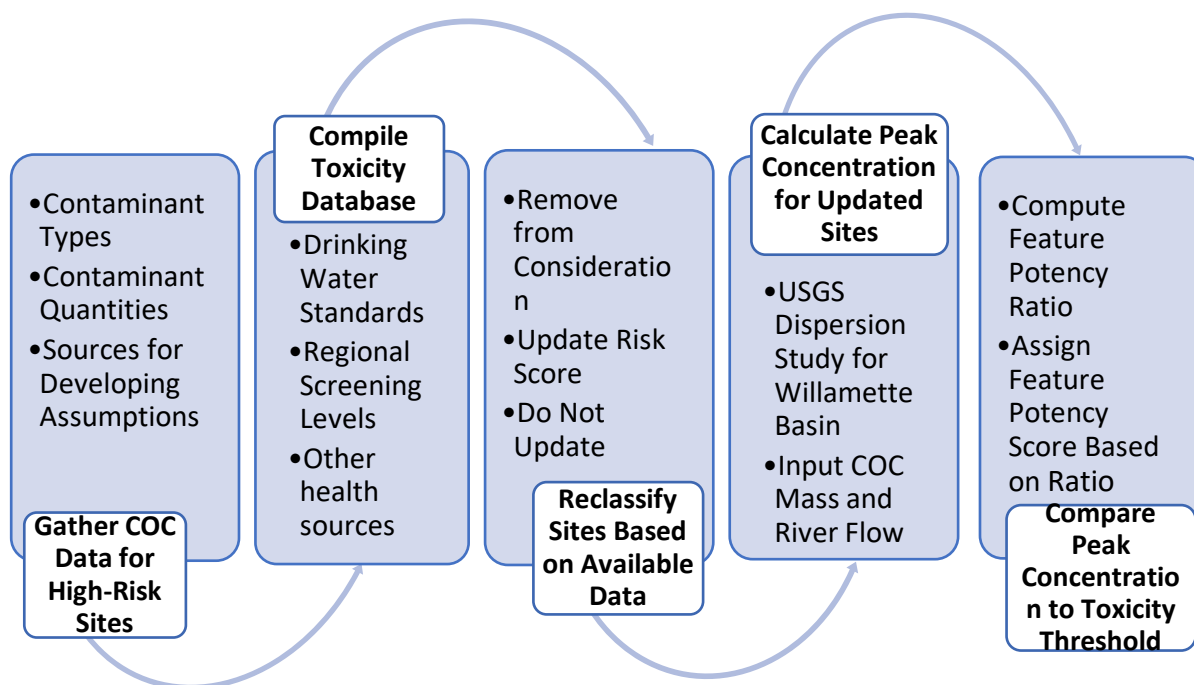 •Contaminant
Types
•Contaminant
Quantities
•Sources for
Developing
Assumptions
Gather COC
Data for
High-Risk
Sites
Compile
Toxicity
Database
•Drinking
Water
Standards
•Regional
Screening
Levels
•Other
health
sources
•Remove
from
Consideratio
n
•Update Risk
Score
•Do Not
Update
Reclassify
Sites Based
on Available
Data
Calculate Peak
Concentration
for Updated
Sites
•USGS
Dispersion
Study for
Willamette
Basin
•Input COC
Mass and
River Flow
•Compute
Feature
Potency
Ratio
•Assign
Feature
Potency
Score Based
on Ratio
Compare
Peak
Concentratio
n to Toxicity
Threshold